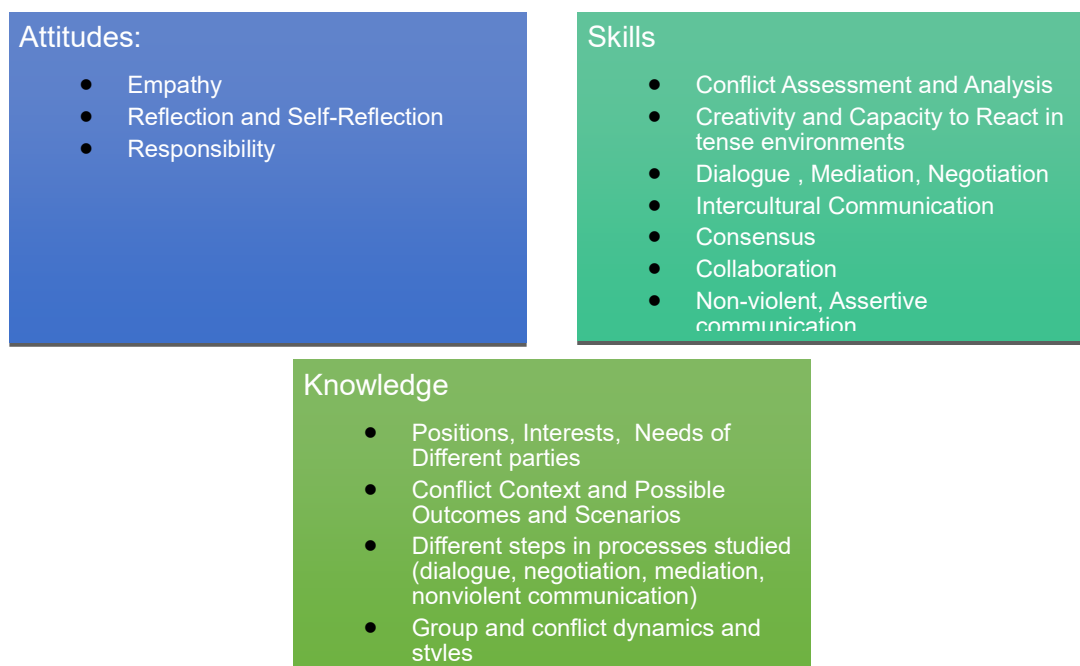 Attitudes:
● Empathy
● Reflection and Self-Reflection
● Responsibility
Skills
● Conflict Assessment and Analysis
● Creativity and Capacity to React in
tense environments
● Dialogue , Mediation, Negotiation
● Intercultural Communication
● Consensus
● Collaboration
● Non-violent, Assertive
communication
Knowledge
● Positions, Interests,  Needs of
Different parties
● Conflict Context and Possible
Outcomes and Scenarios
● Different steps in processes studied
(dialogue, negotiation, mediation,
nonviolent communication)
● Group and conflict dynamics and
styles